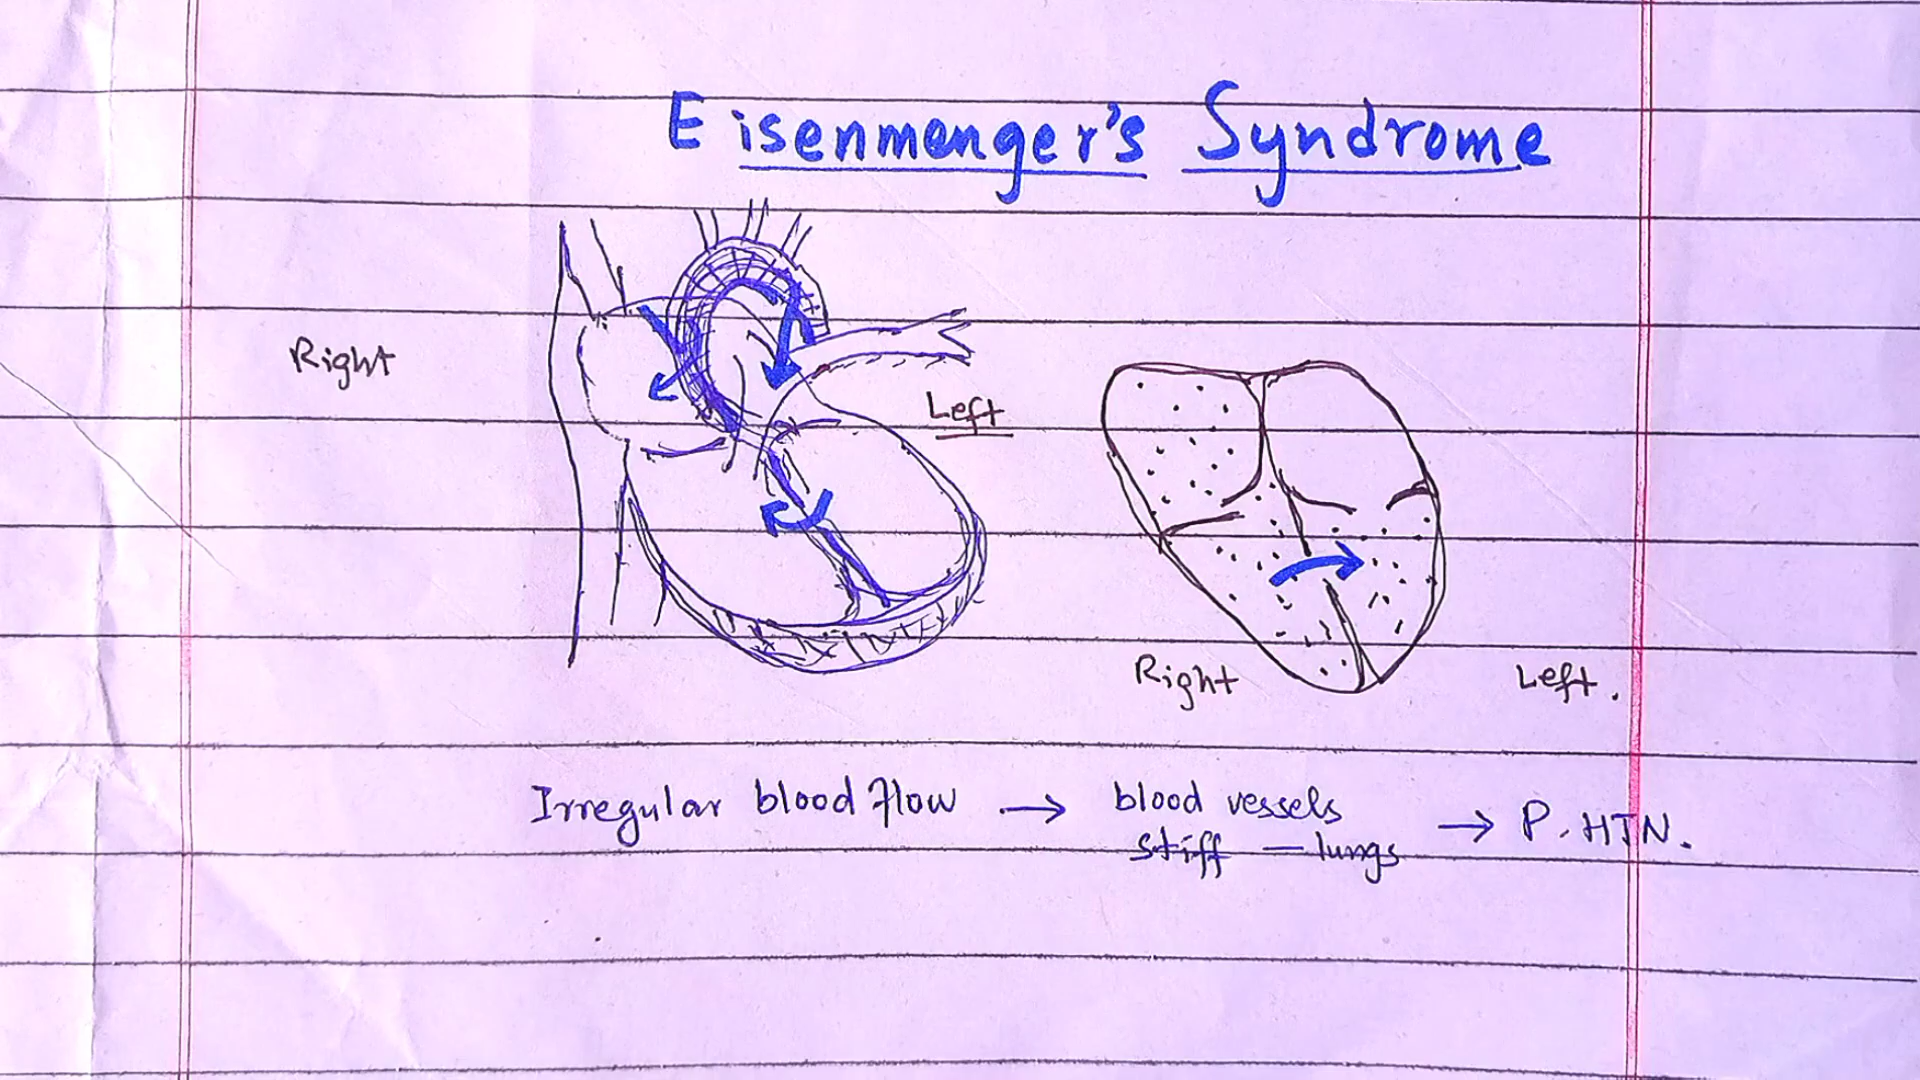 Eisenmenger's Syndrome
Right
Left
Right
Left.
Irregular blood flow → blood vessels → P. HTN.
stiff — lungs